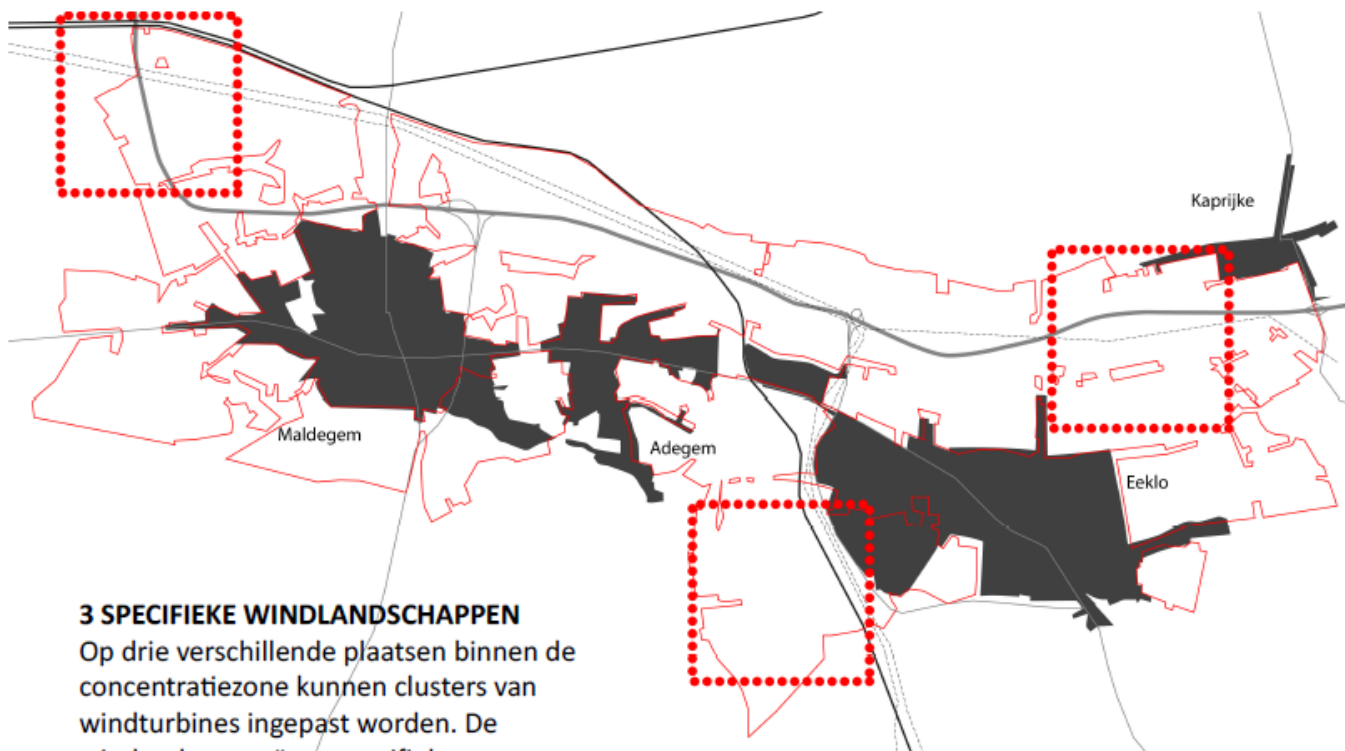 Kaprijke
Maldegem
Adegem
Eeklo
3 SPECIFIEKE WINDLANDSCHAPPEN
Op drie verschillende plaatsen binnen de
concentratiezone kunnen clusters van
windturbines ingepast worden. De